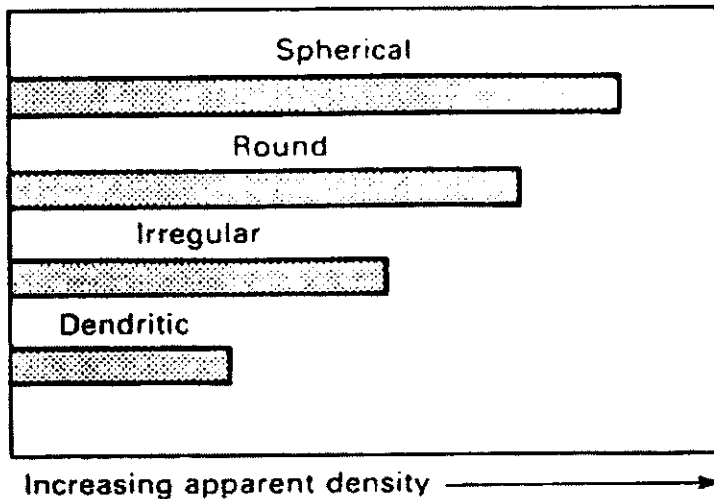 Spherical
Round
Irregular
Dendritic
Increasing apparent density